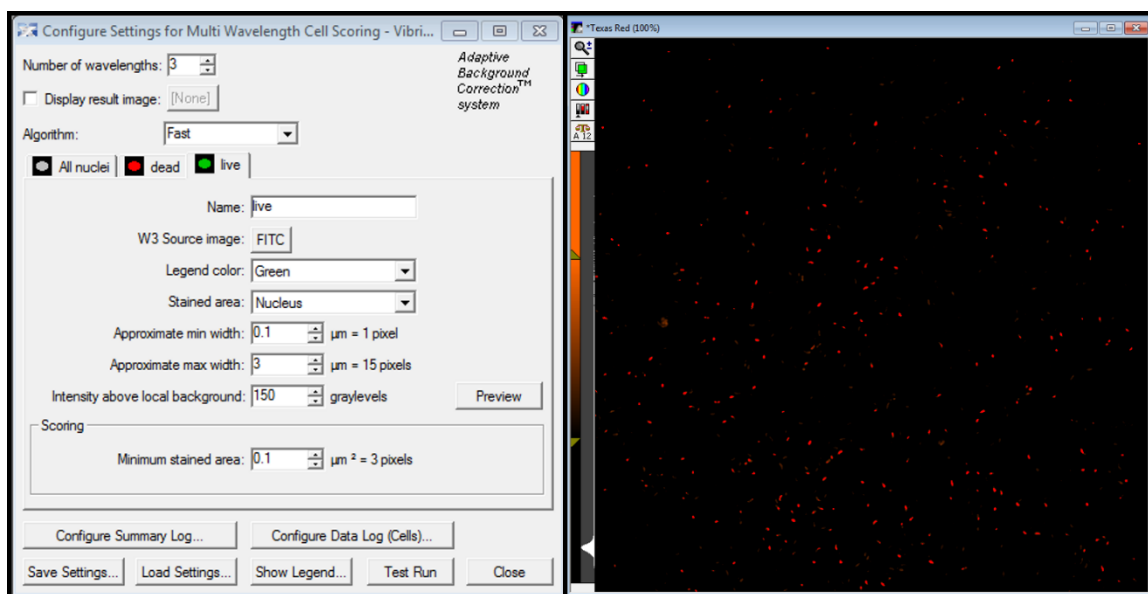 Configure Settings for Multi Wavelength Cell Scoring - Vibri...
Number of wavelengths: 3
Adaptive
Background
Correction™
system
Display result image: [None]
Algorithm: Fast
All nuclei dead live
Name: live
W3 Source image: FITC
Legend color: Green
Stained area: Nucleus
Approximate min width: 0.1 µm = 1 pixel
Approximate max width: 3 µm = 15 pixels
Intensity above local background: 150 graylevels Preview
Scoring
Minimum stained area: 0.1 µm ² = 3 pixels
Configure Summary Log... Configure Data Log (Cells)...
Save Settings... Load Settings... Show Legend... Test Run Close
*Texas Red (100%)
A 12